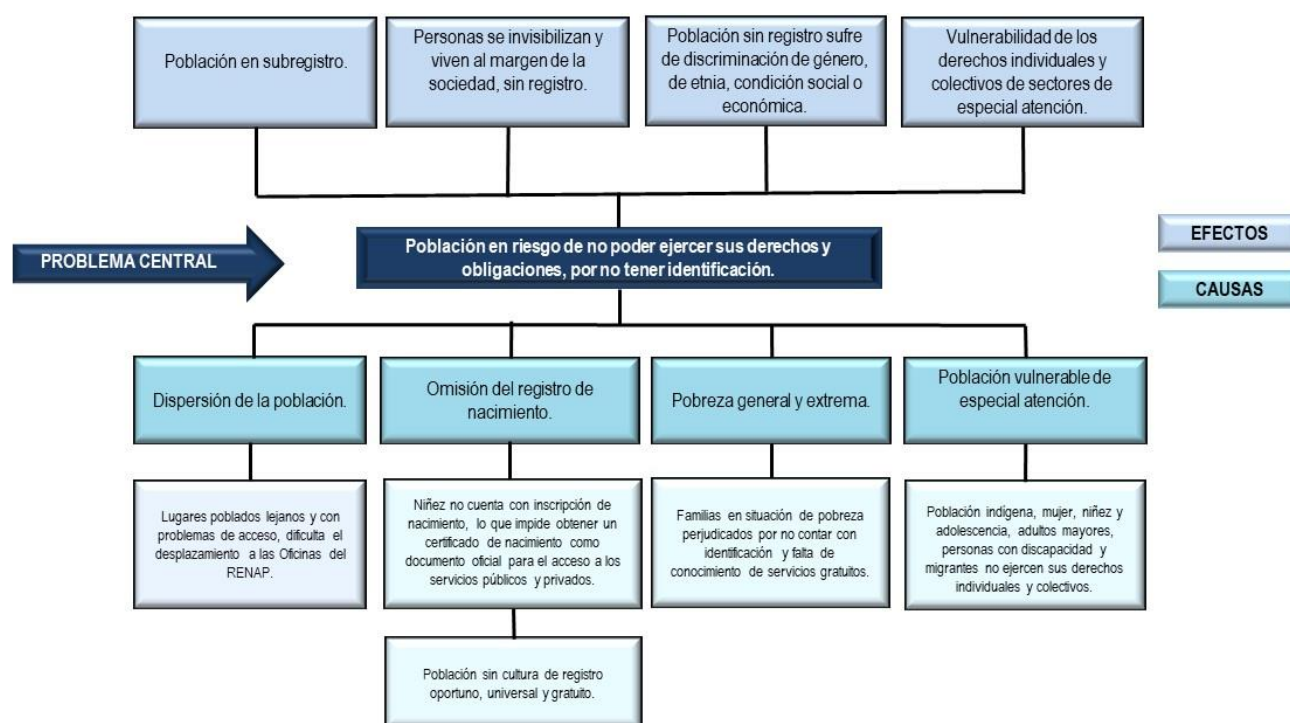 Población en subregistro.
Personas se invisibilizan y
viven al margen de la
sociedad, sin registro.
Población sin registro sufre
de discriminación de género,
de etnia, condición social o
económica.
Vulnerabilidad de los
derechos individuales y
colectivos de sectores de
especial atención.
PROBLEMA CENTRAL
Población en riesgo de no poder ejercer sus derechos y
obligaciones, por no tener identificación.
EFECTOS
CAUSAS
Dispersión de la población.
Omisión del registro de
nacimiento.
Pobreza general y extrema.
Población vulnerable de
especial atención.
Lugares poblados lejanos y con
problemas de acceso, dificulta el
desplazamiento a las Oficinas del
RENAP.
Niñez no cuenta con inscripción de
nacimiento, lo que impide obtener un
certificado de nacimiento como
documento oficial para el acceso a los
servicios públicos y privados.
Familias en situación de pobreza
perjudicados por no contar con
identificación y falta de
conocimiento de servicios gratuitos.
Población indígena, mujer, niñez y
adolescencia, adultos mayores,
personas con discapacidad y
migrantes no ejercen sus derechos
individuales y colectivos.
Población sin cultura de registro
oportuno, universal y gratuito.